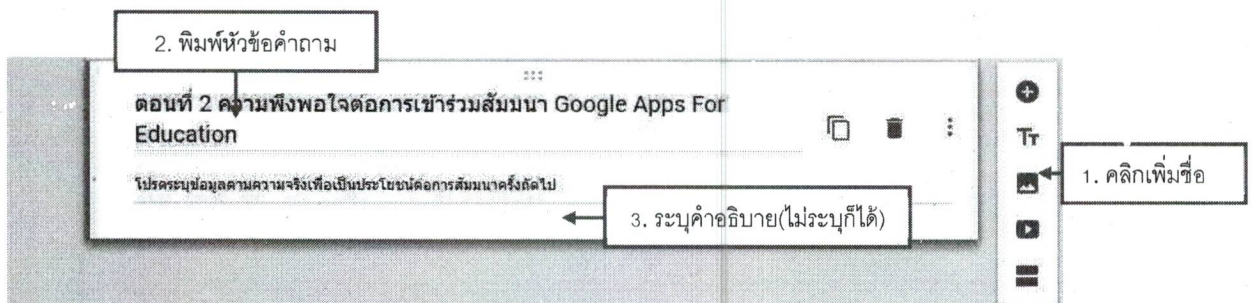 2. พิมพ์หัวข้อคำถาม
ตอนที่ 2 ความพึงพอใจต่อการเข้าร่วมสัมมนา Google Apps For
Education
Tт
1. คลิกเพิ่มชื่อ
โปรดระบุข้อมูลตามความจริงเพื่อเป็นประโยชน์ต่อการสัมมนาครั้งถัดไป
3. ระบุคำอธิบาย(ไม่ระบุก็ได้)